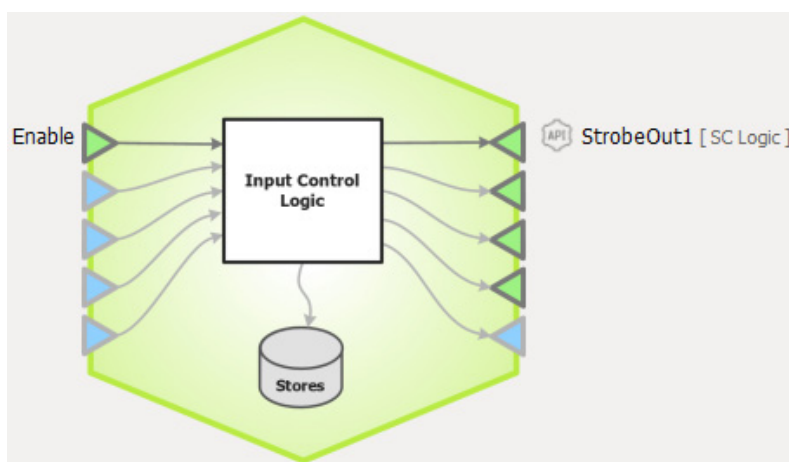 Enable
API
StrobeOut1 [ SC Logic ]
Input Control
Logic
Stores